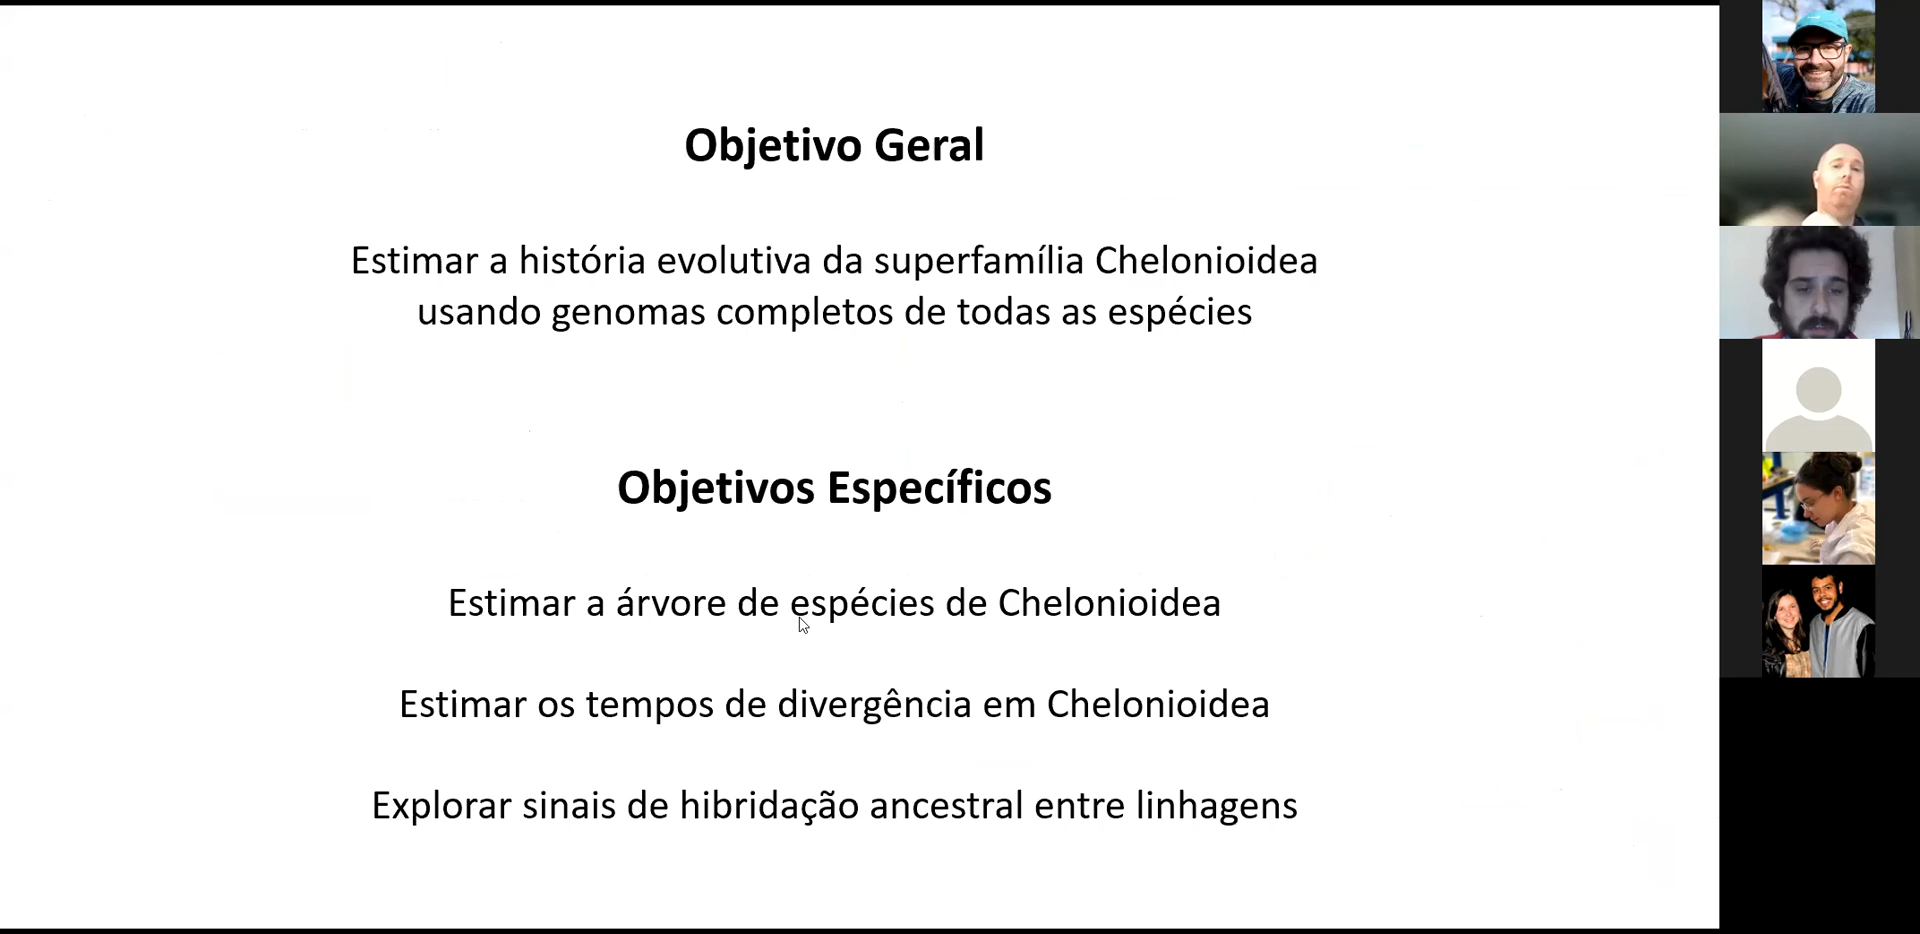 Objetivo Geral
Estimar a história evolutiva da superfamília Chelonioidea
usando genomas completos de todas as espécies
Objetivos Específicos
Estimar a árvore de espécies de Chelonioidea
Estimar os tempos de divergência em Chelonioidea
Explorar sinais de hibridação ancestral entre linhagens